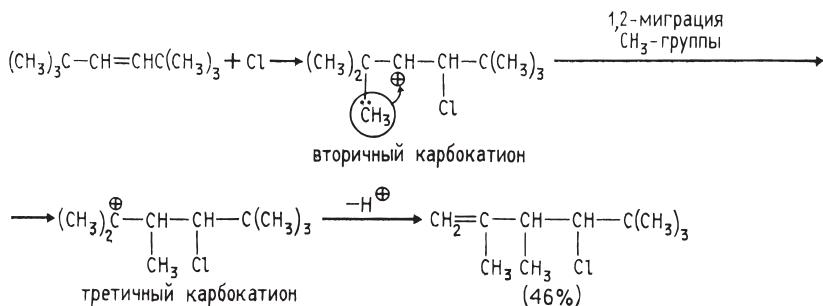 1,2-миграция
CH₃-группы
(CH₃)₃C—CH=CHC(CH₃)₃ + Cl → (CH₃)₂C—CH—CH—C(CH₃)₃
⊕
C̈H₃ Cl
вторичный карбокатион
→ (CH₃)₂C—CH—CH—C(CH₃)₃ —H⊕ CH₂=C—CH—CH—C(CH₃)₃
⊕
CH₃ Cl CH₃ CH₃ Cl
третичный карбокатион (46%)